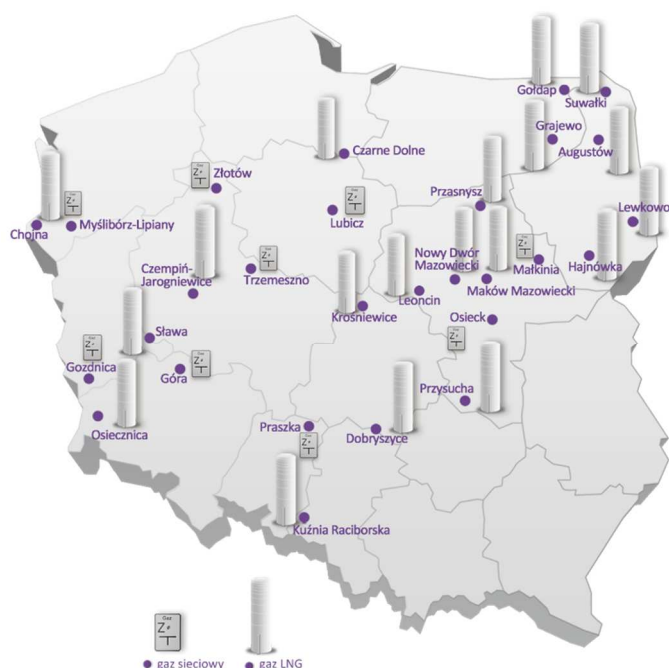 Gołdap
Suwałki
Grajewo
Augustów
Czarne Dolne
Złotów
Przasnysz
Lubicz
Lewkowo
Chojna
Myślibórz-Lipiany
Nowy Dwór
Mazowiecki
Małkinia
Hajnówka
Czempiń-
Jarogniewice
Trzemeszno
Leoncin
Maków Mazowiecki
Krośniewice
Osieck
Sława
Gozdnica
Góra
Przysucha
Osiecznica
Praszka
Dobryszyce
Kuźnia Raciborska
Gaz
Z
gaz sieciowy
gaz LNG